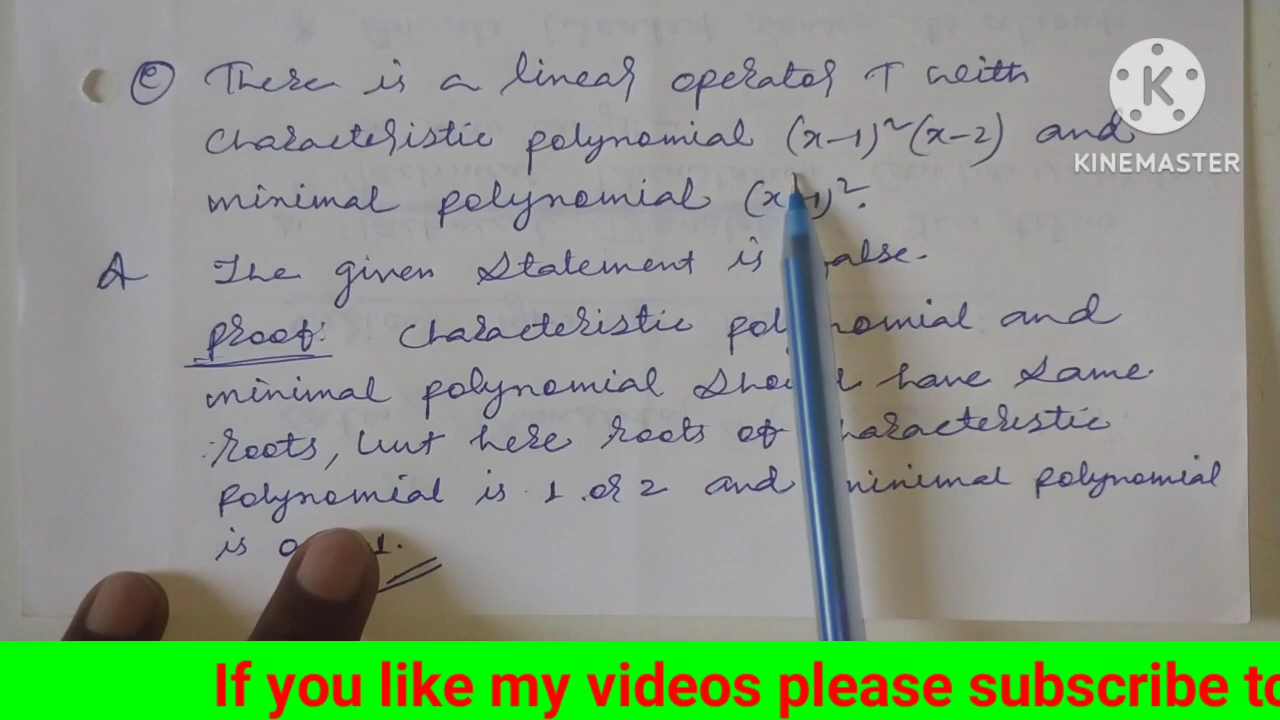 (e) There is a linear operator T with
characteristic polynomial (x-1)²(x-2) and
minimal polynomial (x-1)².
A The given statement is false.
proof: characteristic polynomial and
minimal polynomial should have same
roots, but here roots of characteristic
polynomial is 1 or 2 and minimal polynomial
is 1.
K
KINEMASTER
If you like my videos please subscribe to